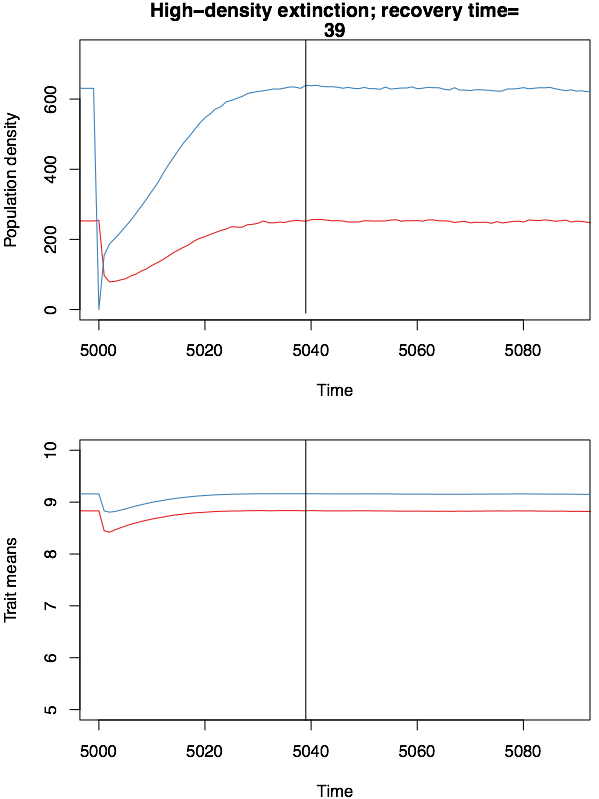 High−density extinction; recovery time=
39
Population density
600
400
200
0
5000 5020 5040 5060 5080
Time
Trait means
10
9
8
7
6
5
5000 5020 5040 5060 5080
Time